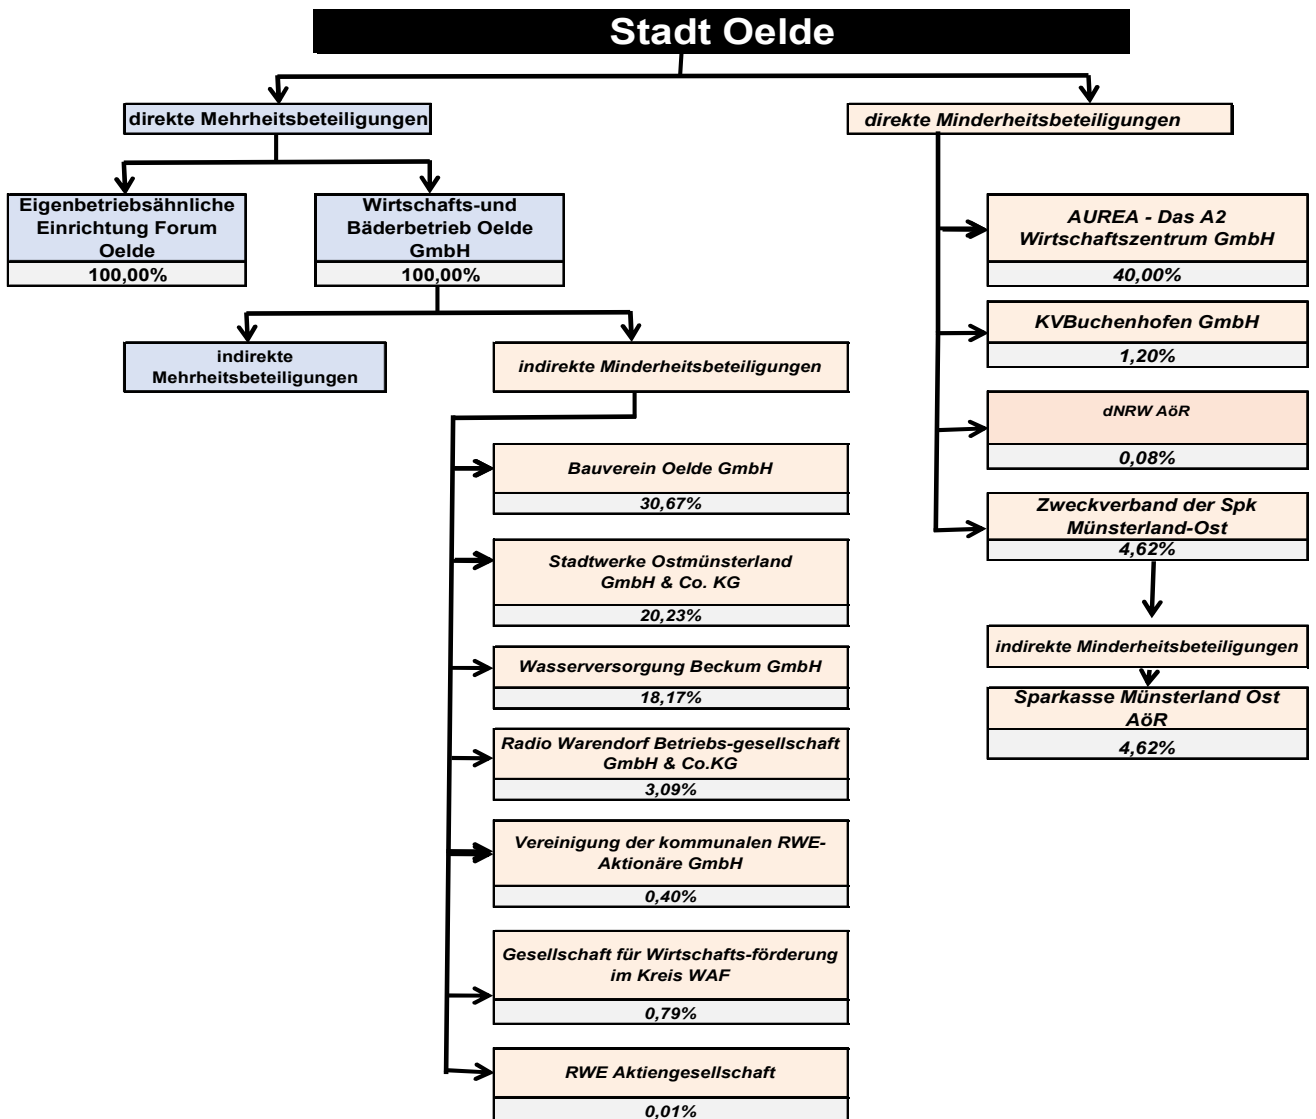 Stadt Oelde
direkte Mehrheitsbeteiligungen
direkte Minderheitsbeteiligungen
Eigenbetriebsähnliche
Einrichtung Forum
Oelde
100,00%
Wirtschafts-und
Bäderbetrieb Oelde
GmbH
100,00%
indirekte
Mehrheitsbeteiligungen
indirekte Minderheitsbeteiligungen
Bauverein Oelde GmbH
30,67%
Stadtwerke Ostmünsterland
GmbH & Co. KG
20,23%
Wasserversorgung Beckum GmbH
18,17%
Radio Warendorf Betriebs-gesellschaft
GmbH & Co.KG
3,09%
Vereinigung der kommunalen RWE-
Aktionäre GmbH
0,40%
Gesellschaft für Wirtschafts-förderung
im Kreis WAF
0,79%
RWE Aktiengesellschaft
0,01%
AUREA - Das A2
Wirtschaftszentrum GmbH
40,00%
KVBuchenhofen GmbH
1,20%
dNRW AöR
0,08%
Zweckverband der Spk
Münsterland-Ost
4,62%
indirekte Minderheitsbeteiligungen
Sparkasse Münsterland Ost
AöR
4,62%